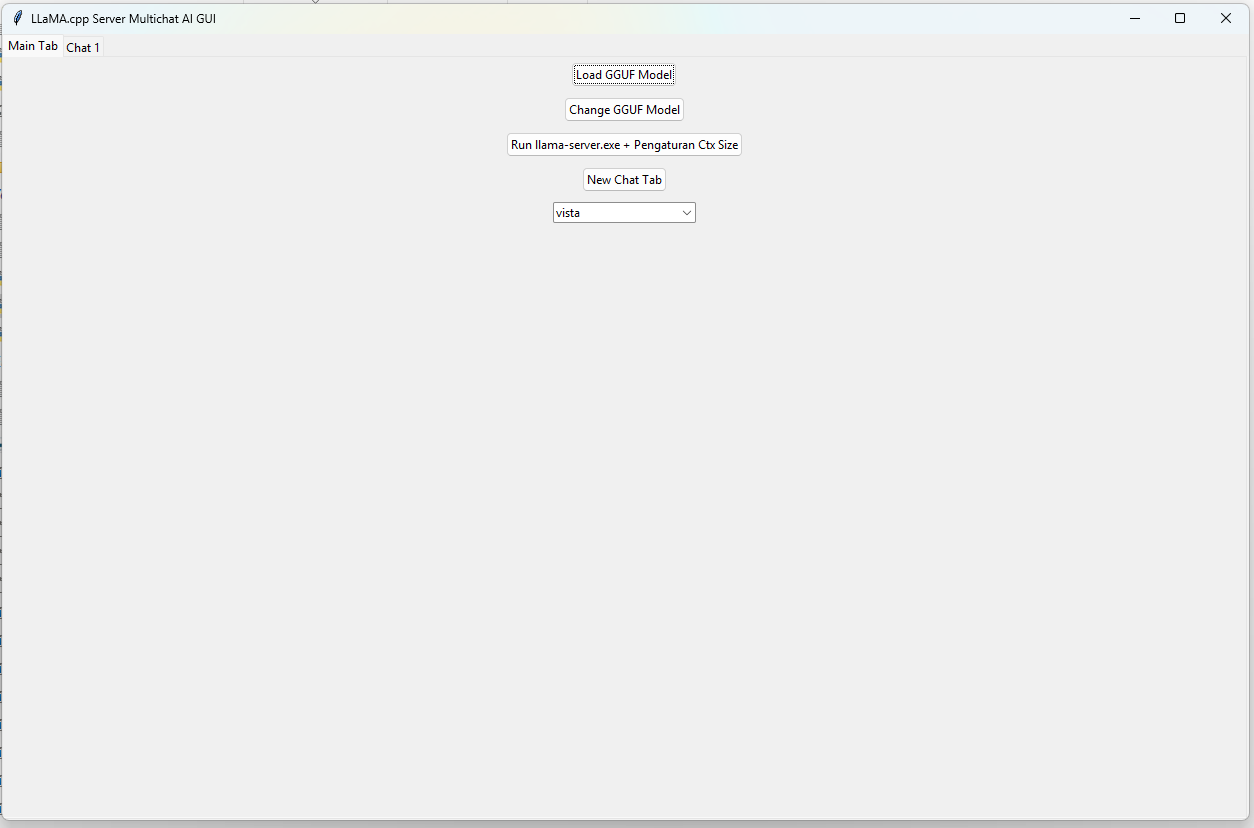 LLaMA.cpp Server Multichat AI GUI
Main Tab Chat 1
Load GGUF Model
Change GGUF Model
Run llama-server.exe + Pengaturan Ctx Size
New Chat Tab
vista